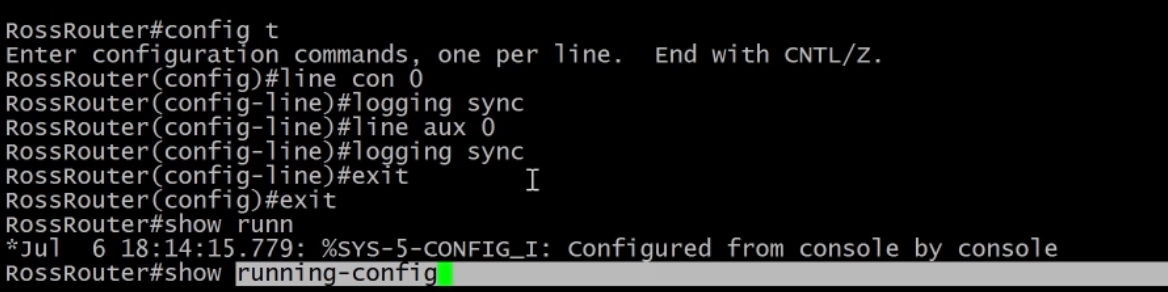 RossRouter#config t
Enter configuration commands, one per line.  End with CNTL/Z.
RossRouter(config)#line con 0
RossRouter(config-line)#logging sync
RossRouter(config-line)#line aux 0
RossRouter(config-line)#logging sync
RossRouter(config-line)#exit
RossRouter(config)#exit
RossRouter#show runn
*Jul  6 18:14:15.779: %SYS-5-CONFIG_I: Configured from console by console
RossRouter#show running-config